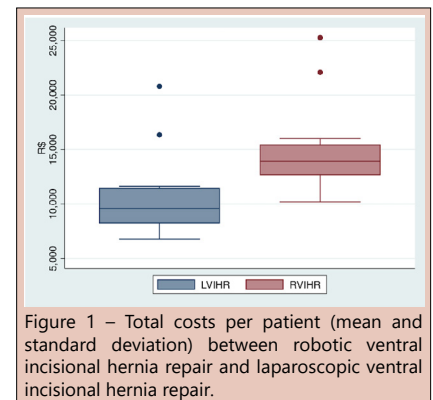 25,000
20,000
15,000
10,000
5,000
R$
LVIHR RVIHR
Figure 1 – Total costs per patient (mean and
standard deviation) between robotic ventral
incisional hernia repair and laparoscopic ventral
incisional hernia repair.